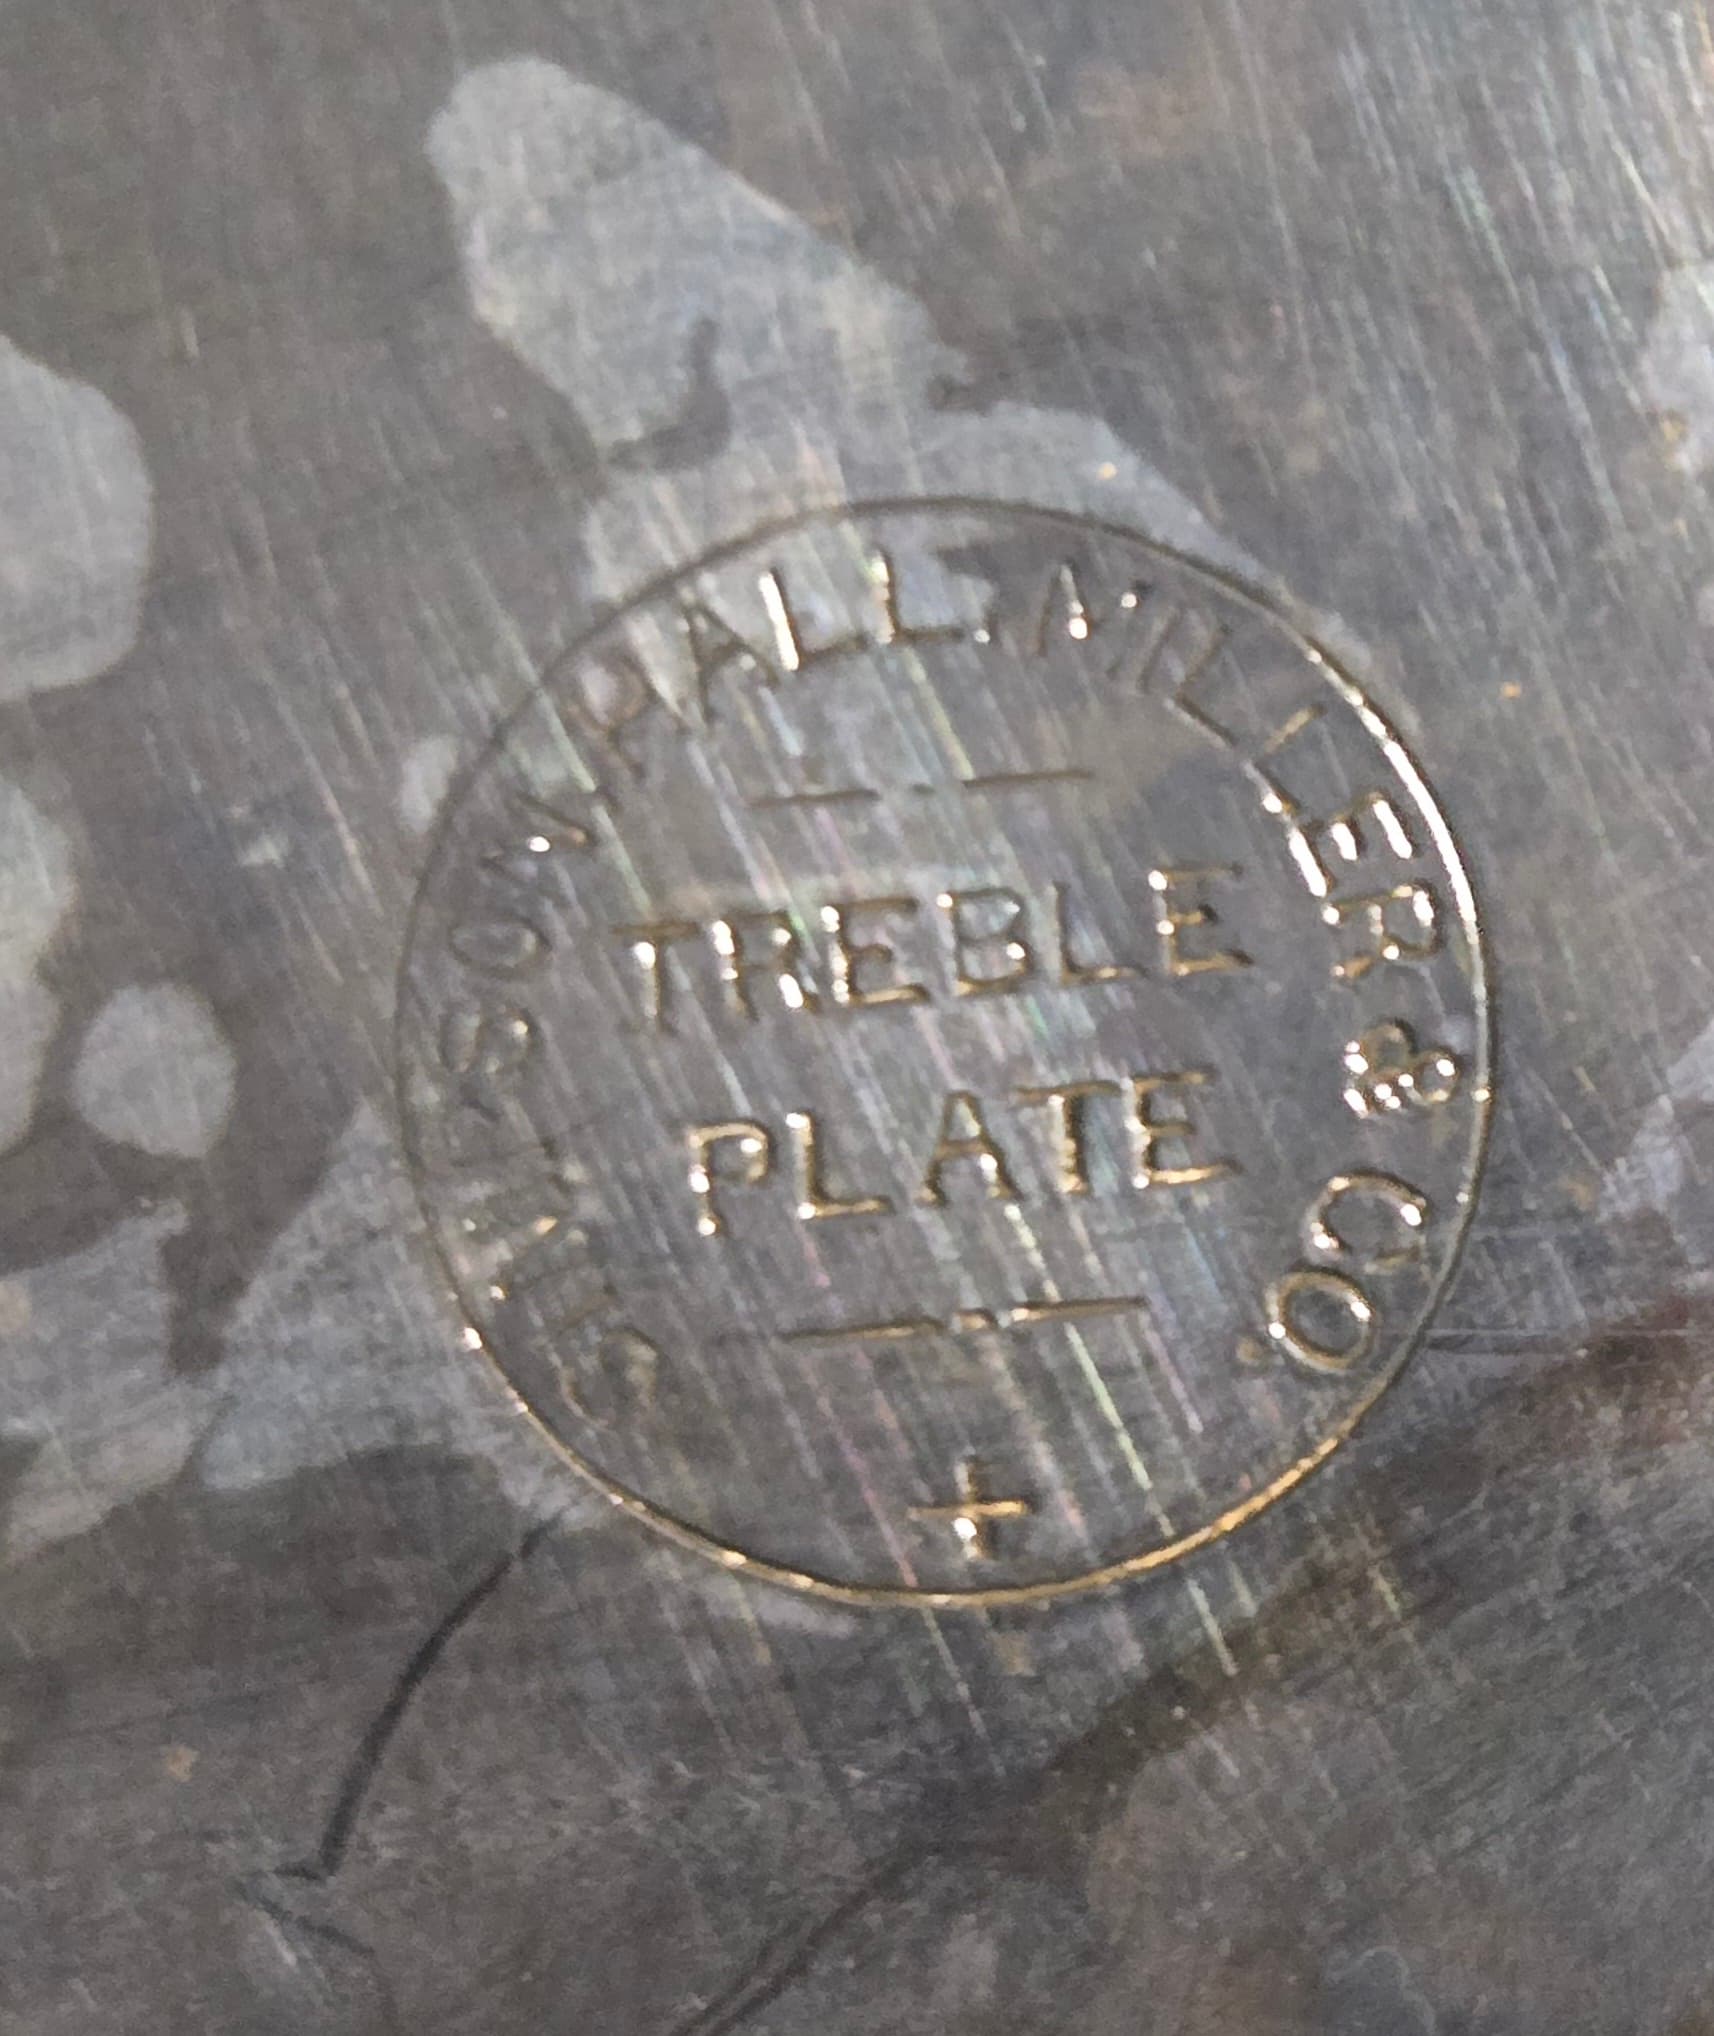 SIMPSON, HALL, MILLER & CO.
TREBLE
PLATE
+